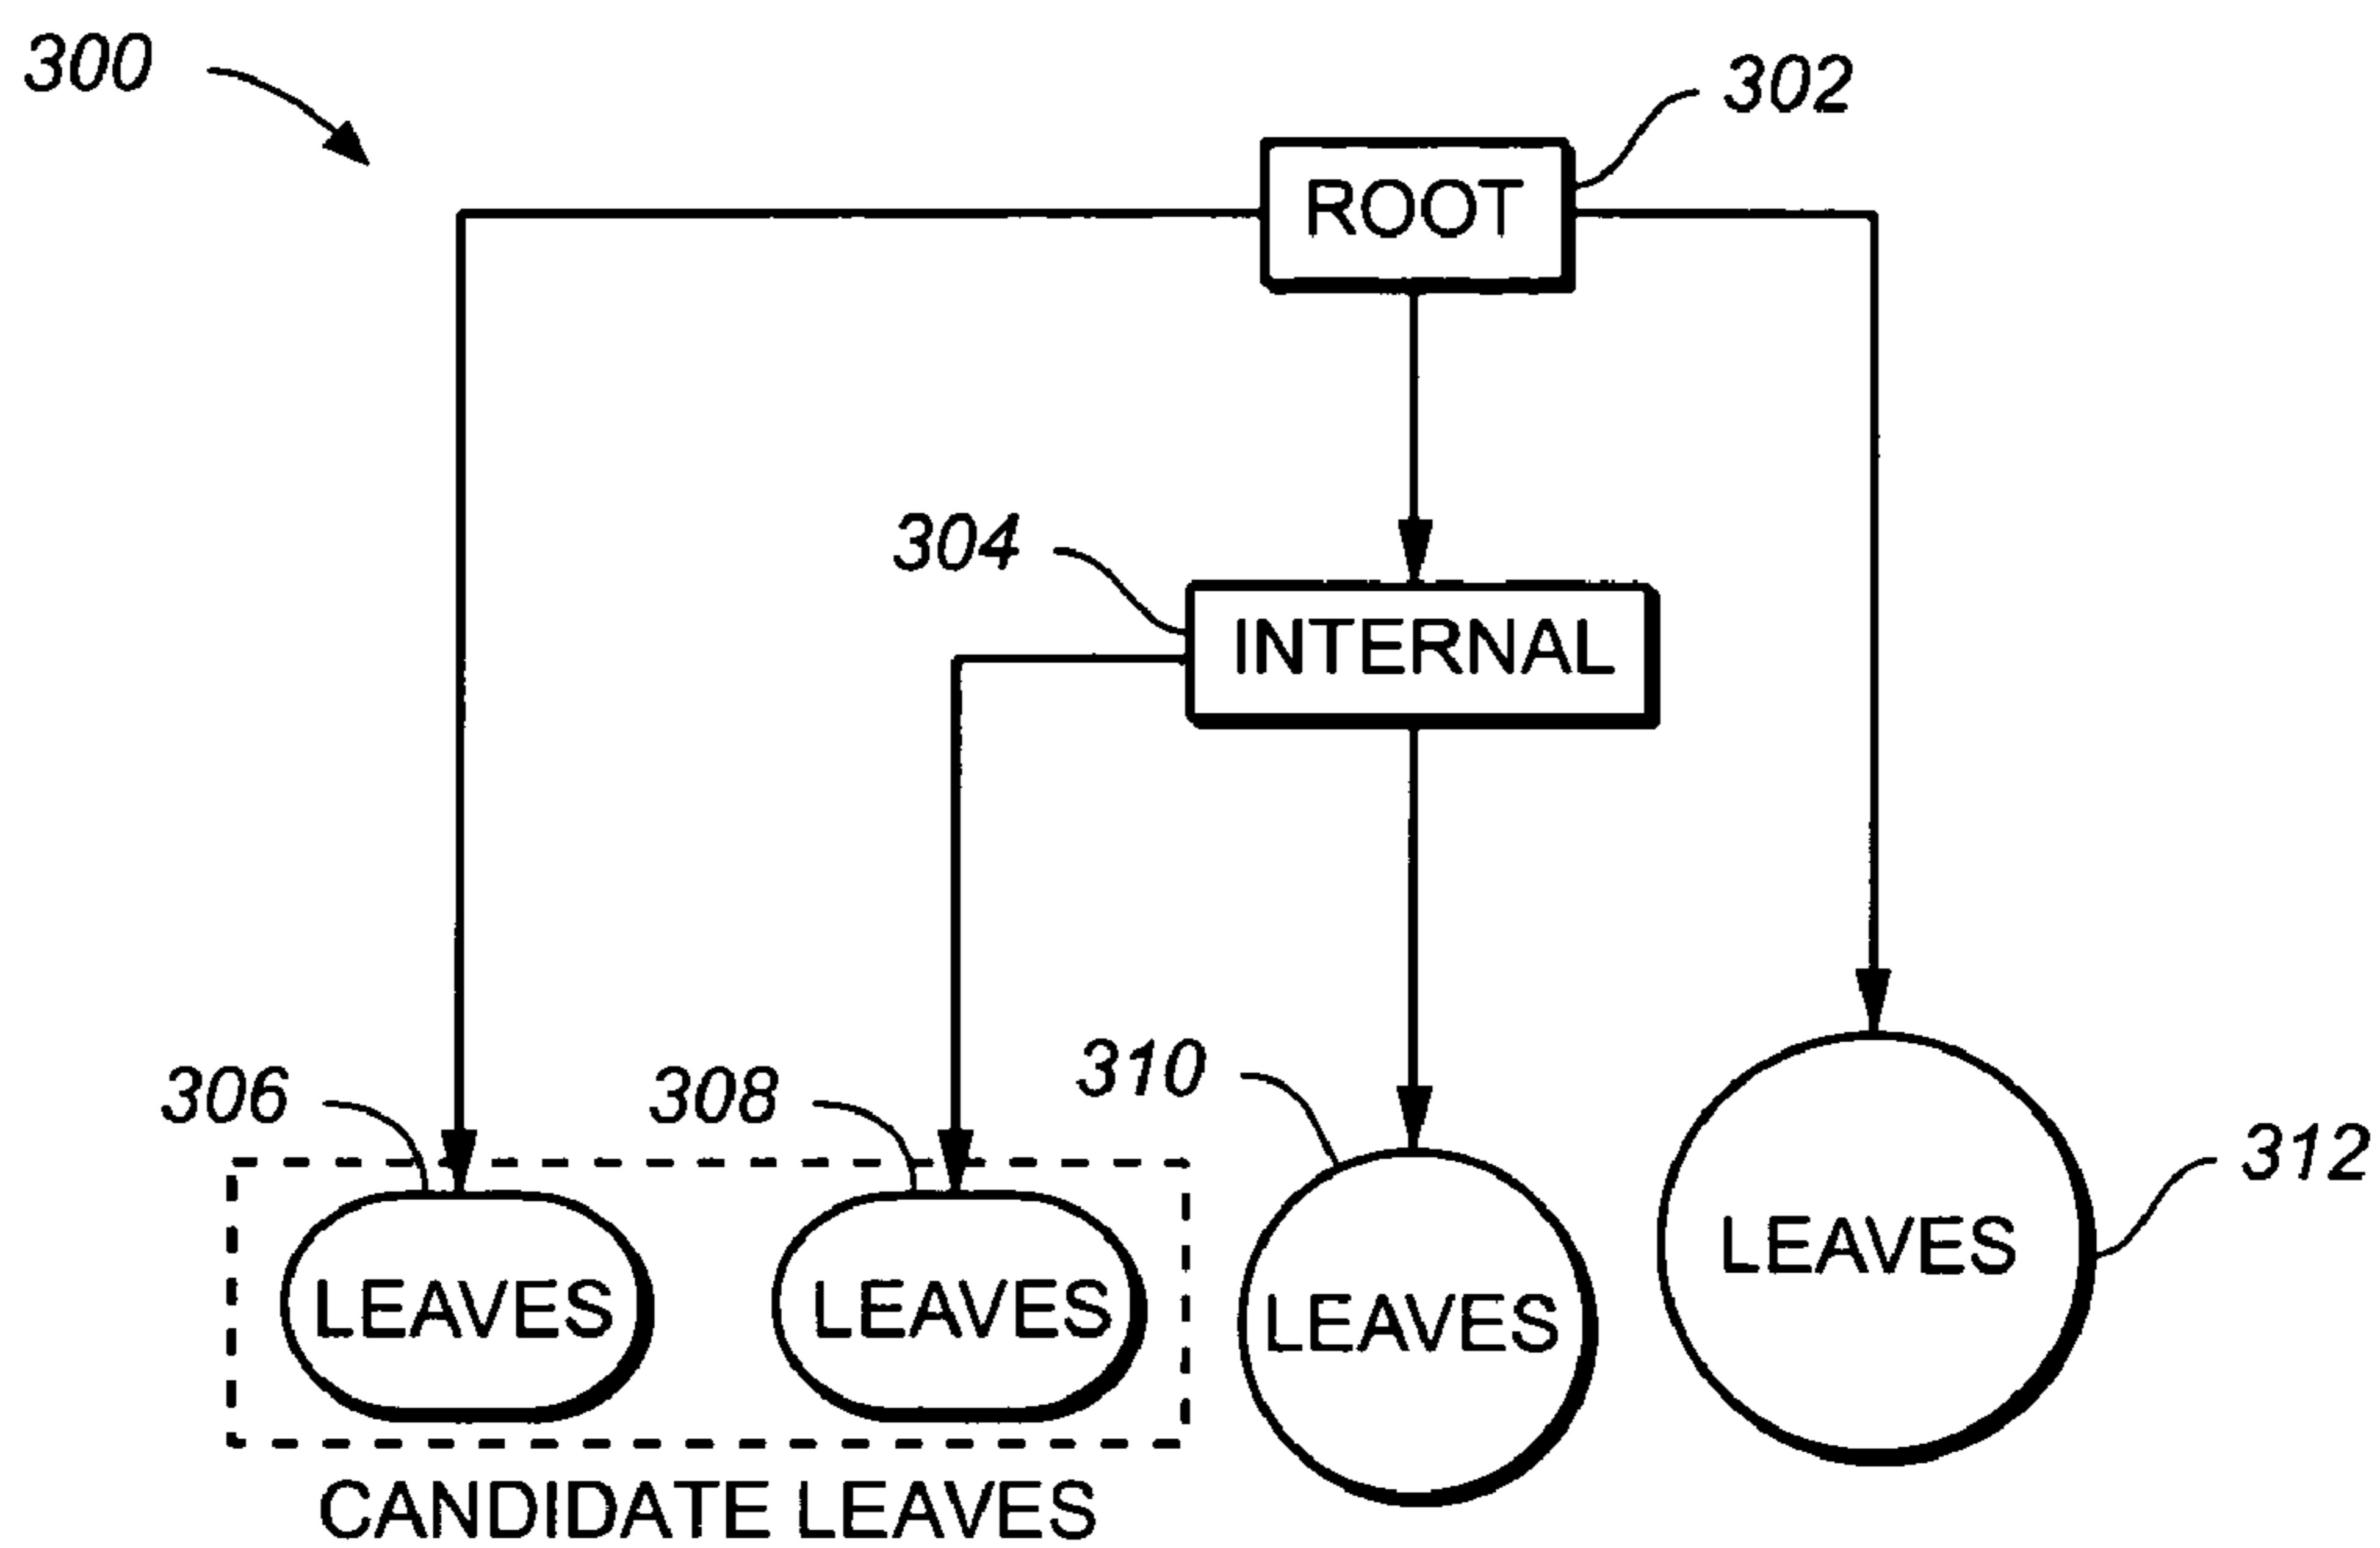 300
302
ROOT
304
INTERNAL
306
308
310
312
LEAVES
LEAVES
LEAVES
LEAVES
CANDIDATE LEAVES